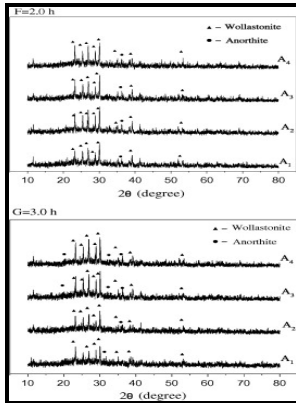 F=2.0 h
▲ – Wollastonite
● – Anorthite
A4
A3
A2
A1
10 20 30 40 50 60 70 80
2θ (degree)
G=3.0 h
▲ – Wollastonite
● – Anorthite
A4
A3
A2
A1
10 20 30 40 50 60 70 80
2θ (degree)